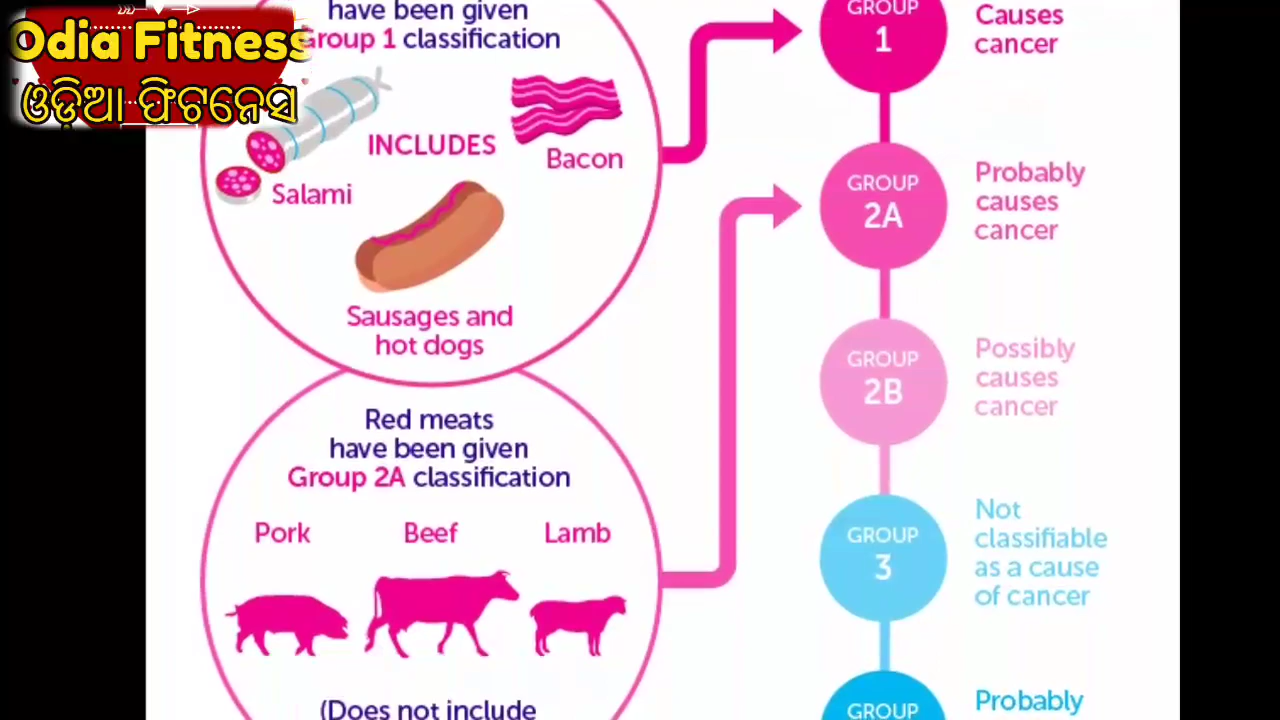 Odia Fitness
ଓଡ଼ିଆ ଫିଟନେସ
have been given
Group 1 classification
INCLUDES
Salami
Bacon
Sausages and
hot dogs
Red meats
have been given
Group 2A classification
Pork
Beef
Lamb
(Does not include
GROUP
1
Causes
cancer
GROUP
2A
Probably
causes
cancer
GROUP
2B
Possibly
causes
cancer
GROUP
3
Not
classifiable
as a cause
of cancer
GROUP
Probably